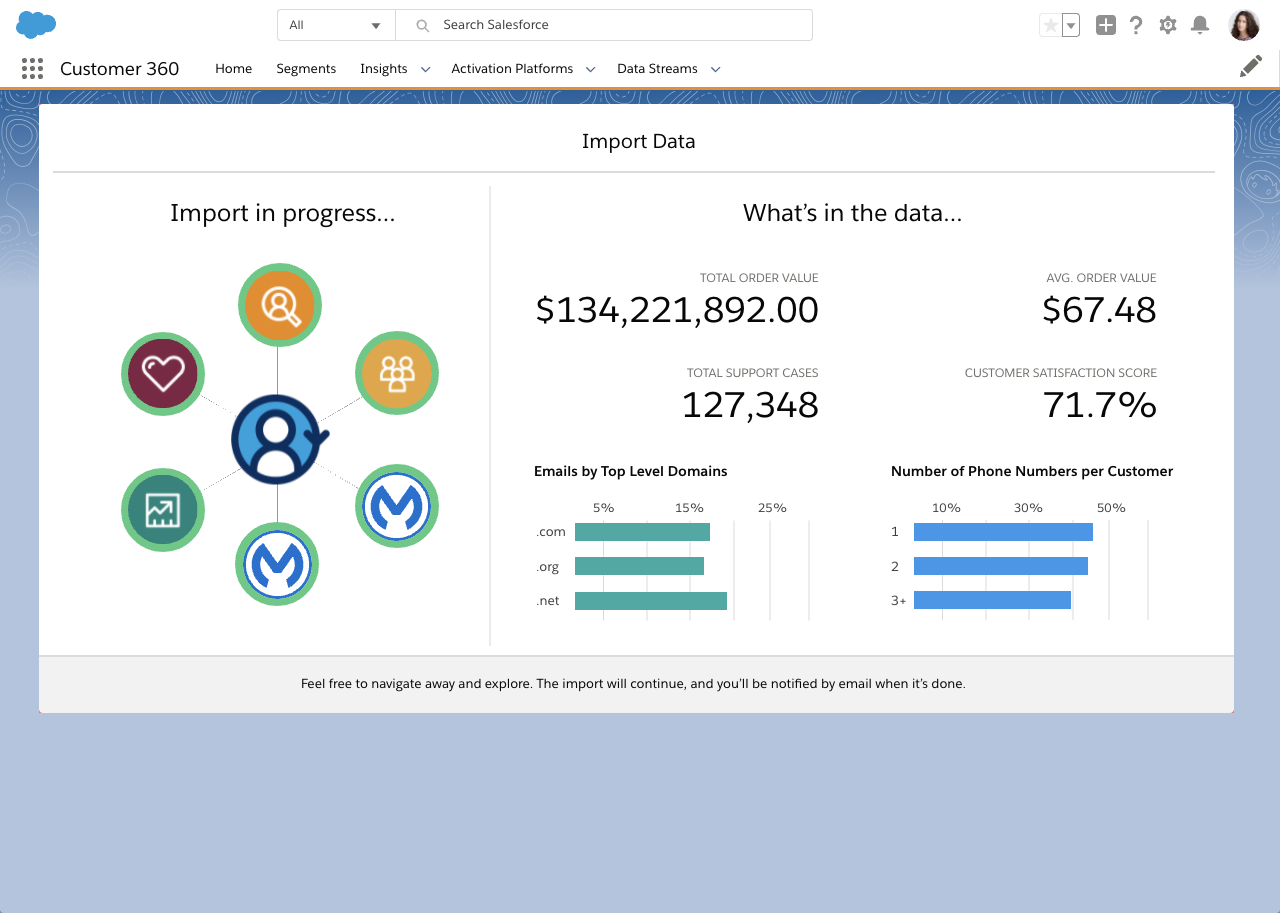 All
Search Salesforce
Customer 360
Home
Segments
Insights
Activation Platforms
Data Streams
Import Data
Import in progress...
What’s in the data...
TOTAL ORDER VALUE
$134,221,892.00
AVG. ORDER VALUE
$67.48
TOTAL SUPPORT CASES
127,348
CUSTOMER SATISFACTION SCORE
71.7%
Emails by Top Level Domains
5% 15% 25%
.com
.org
.net
Number of Phone Numbers per Customer
10% 30% 50%
1
2
3+
Feel free to navigate away and explore. The import will continue, and you’ll be notified by email when it’s done.